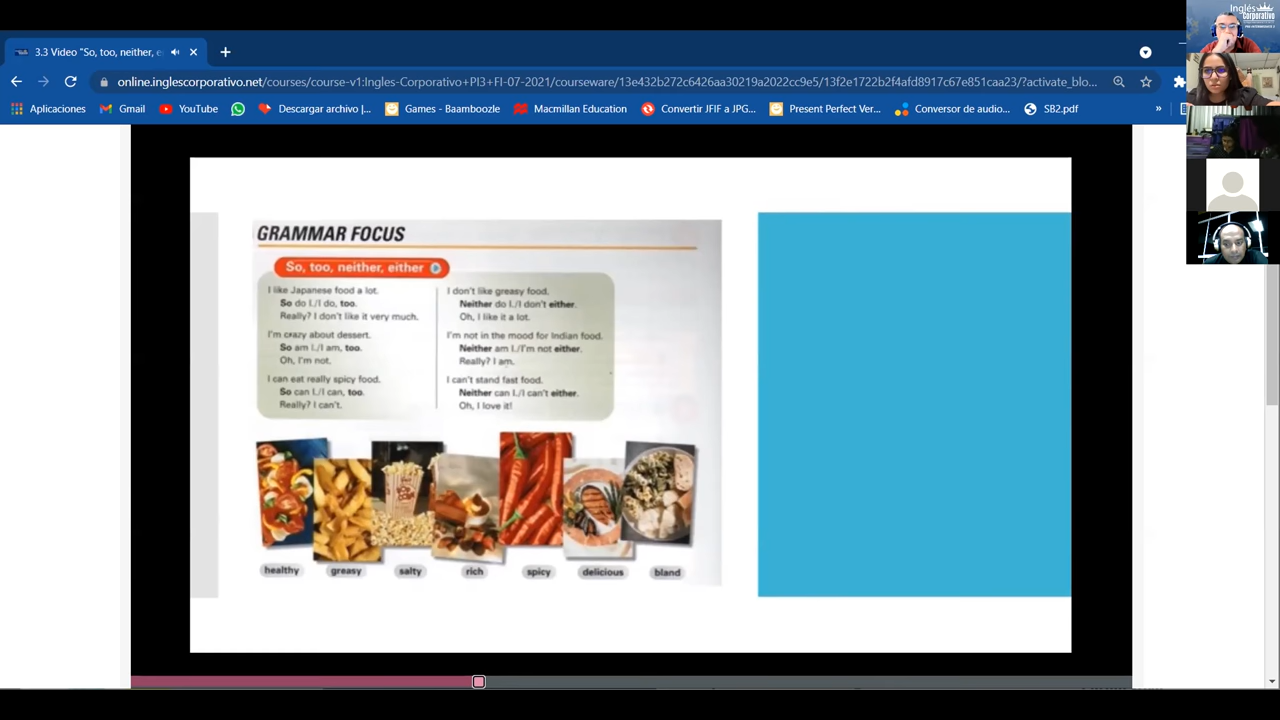 3.3 Video "So, too, neither, e
online.inglescorporativo.net/courses/course-v1:Ingles-Corporativo+PI3+FI-07-2021/courseware/13e432b272c6426aa30219a2022cc9e5/13f2e1722b2f4afd8917c67e851caa23/?activate_blo...
Aplicaciones
Gmail
YouTube
Descargar archivo |...
Games - Baamboozle
Macmillan Education
Convertir JFIF a JPG...
Present Perfect Ver...
Conversor de audio...
SB2.pdf
»
Inglés
Corporativo
GRAMMAR FOCUS
So, too, neither, either
I like Japanese food a lot.
So do I./I do, too.
Really? I don't like it very much.
I'm crazy about dessert.
So am I./I am, too.
Oh, I'm not.
I can eat really spicy food.
So can I./I can, too.
Really? I can't.
I don't like greasy food.
Neither do I./I don't either.
Oh, I like it a lot.
I'm not in the mood for Indian food.
Neither am I./I'm not either.
Really? I am.
I can't stand fast food.
Neither can I./I can't either.
Oh, I love it!
POP
CORN
healthy
greasy
salty
rich
spicy
delicious
bland